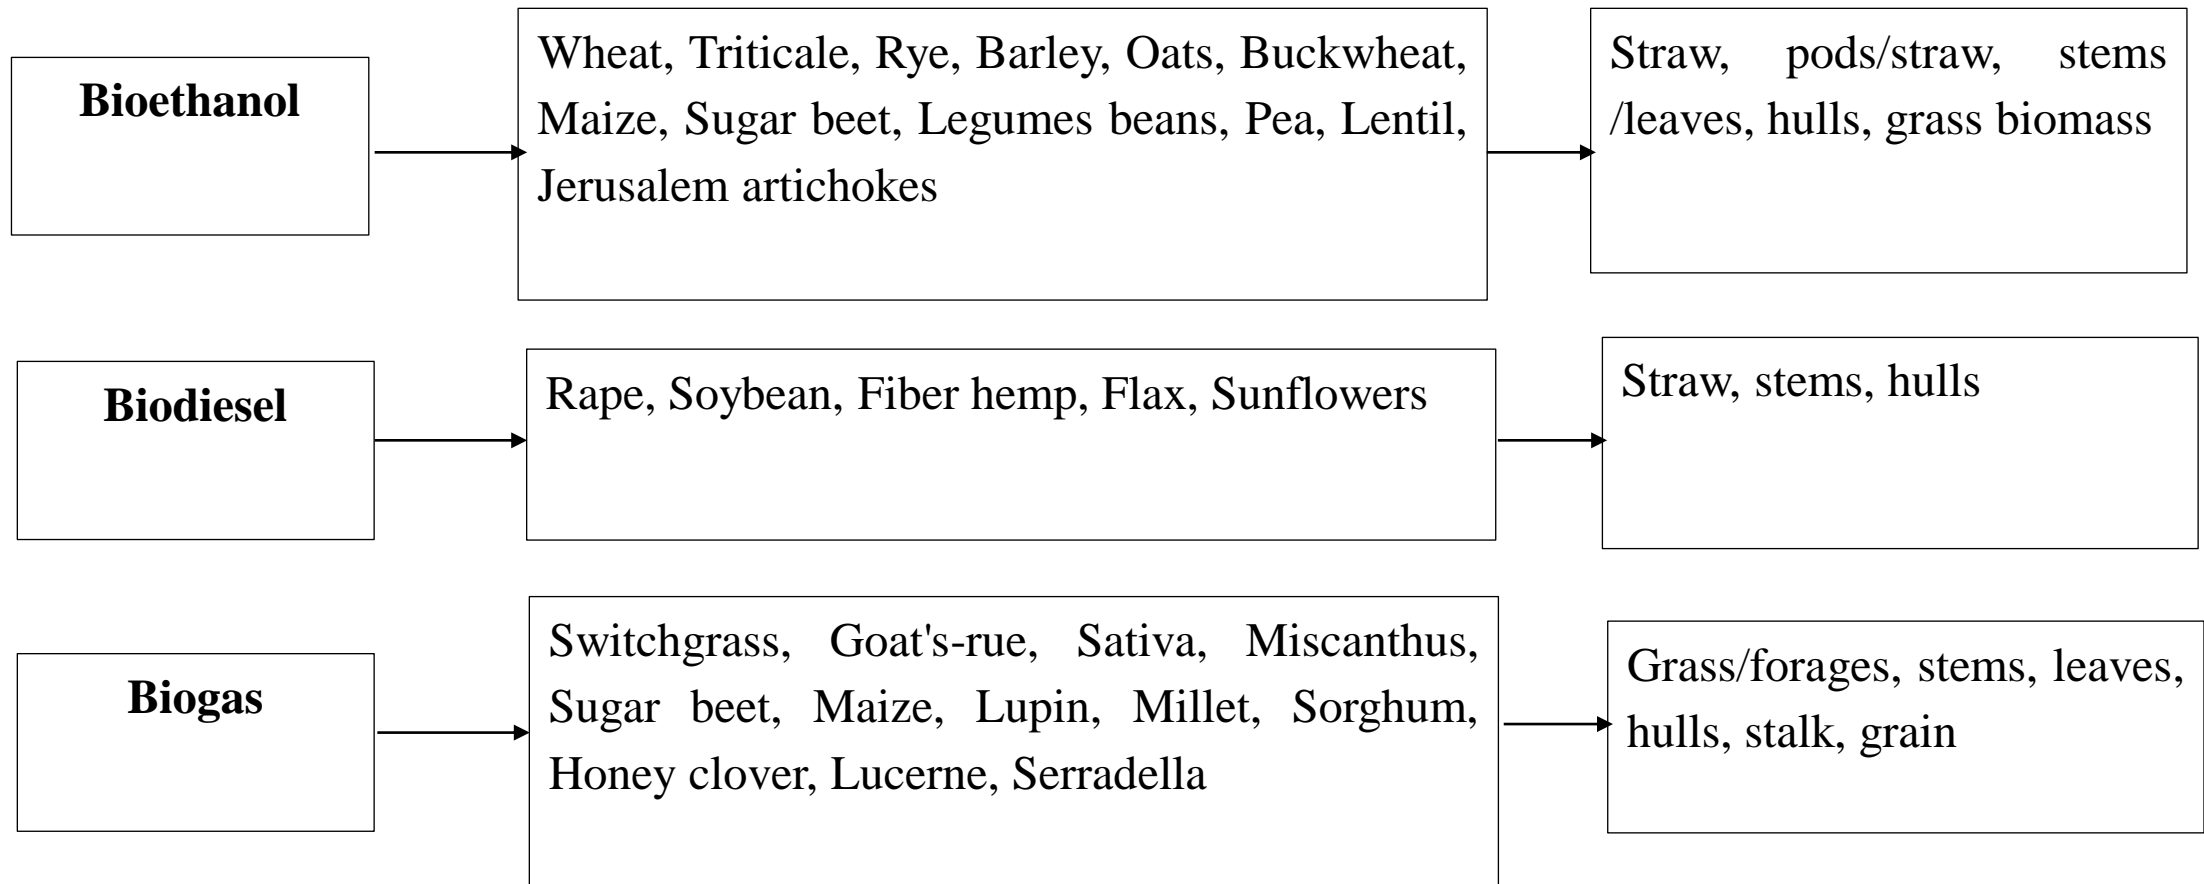 Bioethanol
Wheat, Triticale, Rye, Barley, Oats, Buckwheat,
Maize, Sugar beet, Legumes beans, Pea, Lentil,
Jerusalem artichokes
Straw, pods/straw, stems
/leaves, hulls, grass biomass
Biodiesel
Rape, Soybean, Fiber hemp, Flax, Sunflowers
Straw, stems, hulls
Biogas
Switchgrass, Goat's-rue, Sativa, Miscanthus,
Sugar beet, Maize, Lupin, Millet, Sorghum,
Honey clover, Lucerne, Serradella
Grass/forages, stems, leaves,
hulls, stalk, grain